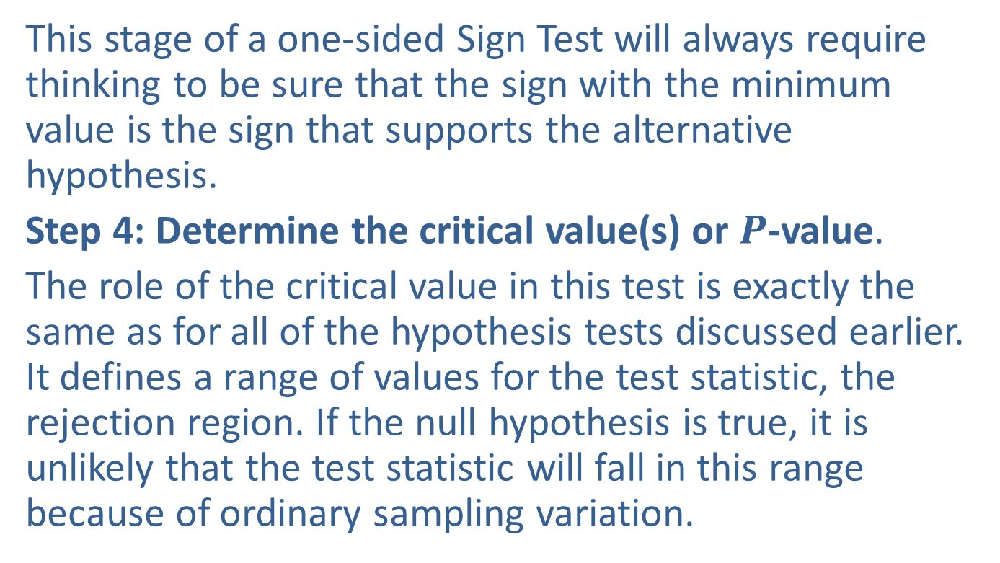 This stage of a one-sided Sign Test will always require
thinking to be sure that the sign with the minimum
value is the sign that supports the alternative
hypothesis.
Step 4: Determine the critical value(s) or P-value.
The role of the critical value in this test is exactly the
same as for all of the hypothesis tests discussed earlier.
It defines a range of values for the test statistic, the
rejection region. If the null hypothesis is true, it is
unlikely that the test statistic will fall in this range
because of ordinary sampling variation.